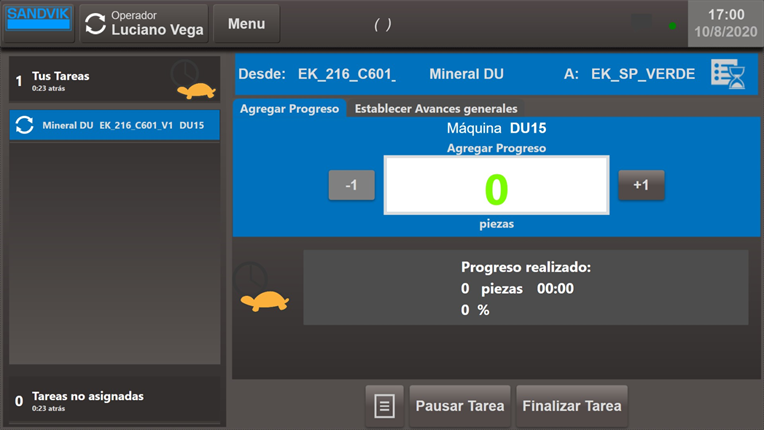 SANDVIK
Operador
Luciano Vega
Menu
( )
17:00
10/8/2020
1 Tus Tareas
0:23 atrás
Mineral DU EK_216_C601_V1 DU15
0 Tareas no asignadas
0:23 atrás
Desde: EK_216_C601_ Mineral DU A: EK_SP_VERDE
Agregar Progreso Establecer Avances generales
Máquina DU15
Agregar Progreso
-1 0 +1
piezas
Progreso realizado:
0 piezas 00:00
0 %
Pausar Tarea Finalizar Tarea